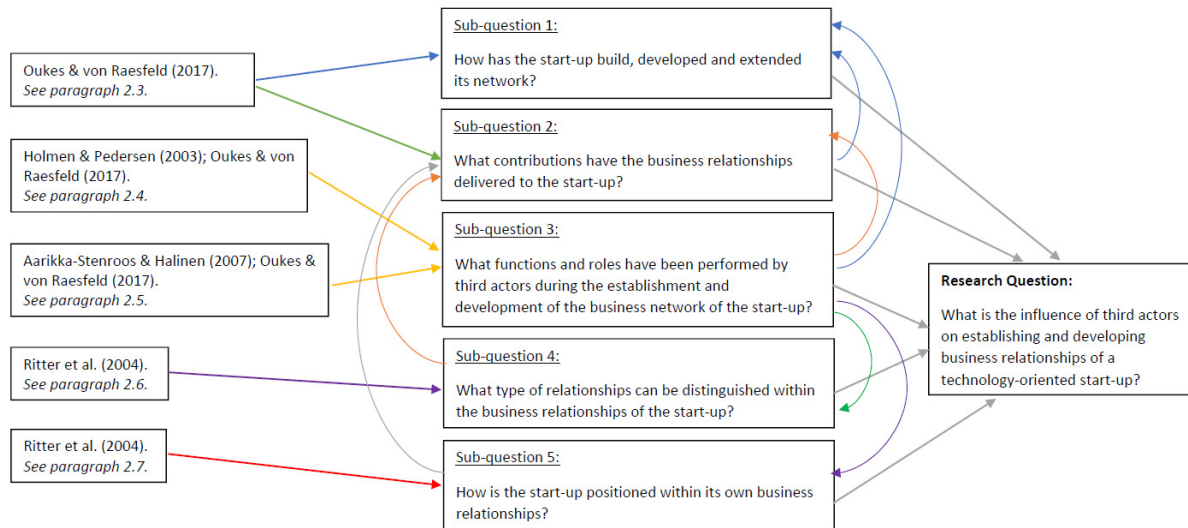 Oukes & von Raesfeld (2017).
See paragraph 2.3.
Holmen & Pedersen (2003); Oukes & von
Raesfeld (2017).
See paragraph 2.4.
Aarikka-Stenroos & Halinen (2007); Oukes &
von Raesfeld (2017).
See paragraph 2.5.
Ritter et al. (2004).
See paragraph 2.6.
Ritter et al. (2004).
See paragraph 2.7.
Sub-question 1:
How has the start-up build, developed and extended
its network?
Sub-question 2:
What contributions have the business relationships
delivered to the start-up?
Sub-question 3:
What functions and roles have been performed by
third actors during the establishment and
development of the business network of the start-up?
Sub-question 4:
What type of relationships can be distinguished within
the business relationships of the start-up?
Sub-question 5:
How is the start-up positioned within its own business
relationships?
Research Question:
What is the influence of third actors
on establishing and developing
business relationships of a
technology-oriented start-up?